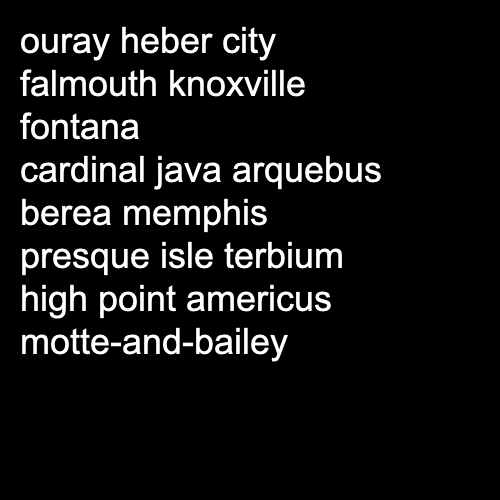 ouray heber city
falmouth knoxville
fontana
cardinal java arquebus
berea memphis
presque isle terbium
high point americus
motte-and-bailey